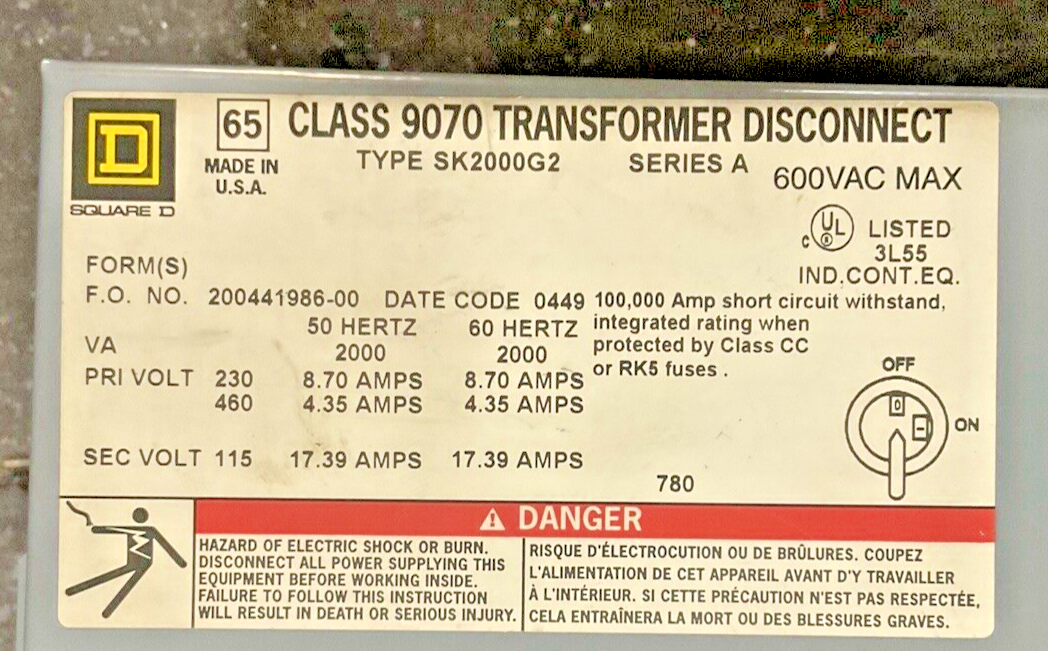 D
SQUARE D
65
MADE IN
U.S.A.
CLASS 9070 TRANSFORMER DISCONNECT
TYPE SK2000G2 SERIES A
600VAC MAX
C UL LISTED
3L55
IND.CONT.EQ.
FORM(S)
F.O. NO. 200441986-00 DATE CODE 0449
100,000 Amp short circuit withstand,
integrated rating when
protected by Class CC
or RK5 fuses .
50 HERTZ 60 HERTZ
VA 2000 2000
PRI VOLT 230 8.70 AMPS 8.70 AMPS
460 4.35 AMPS 4.35 AMPS
SEC VOLT 115 17.39 AMPS 17.39 AMPS
780
OFF
ON
DANGER
HAZARD OF ELECTRIC SHOCK OR BURN.
DISCONNECT ALL POWER SUPPLYING THIS
EQUIPMENT BEFORE WORKING INSIDE.
FAILURE TO FOLLOW THIS INSTRUCTION
WILL RESULT IN DEATH OR SERIOUS INJURY.
RISQUE D'ÉLECTROCUTION OU DE BRÛLURES. COUPEZ
L'ALIMENTATION DE CET APPAREIL AVANT D'Y TRAVAILLER
À L'INTÉRIEUR. SI CETTE PRÉCAUTION N'EST PAS RESPECTÉE,
CELA ENTRAÎNERA LA MORT OU DES BLESSURES GRAVES.